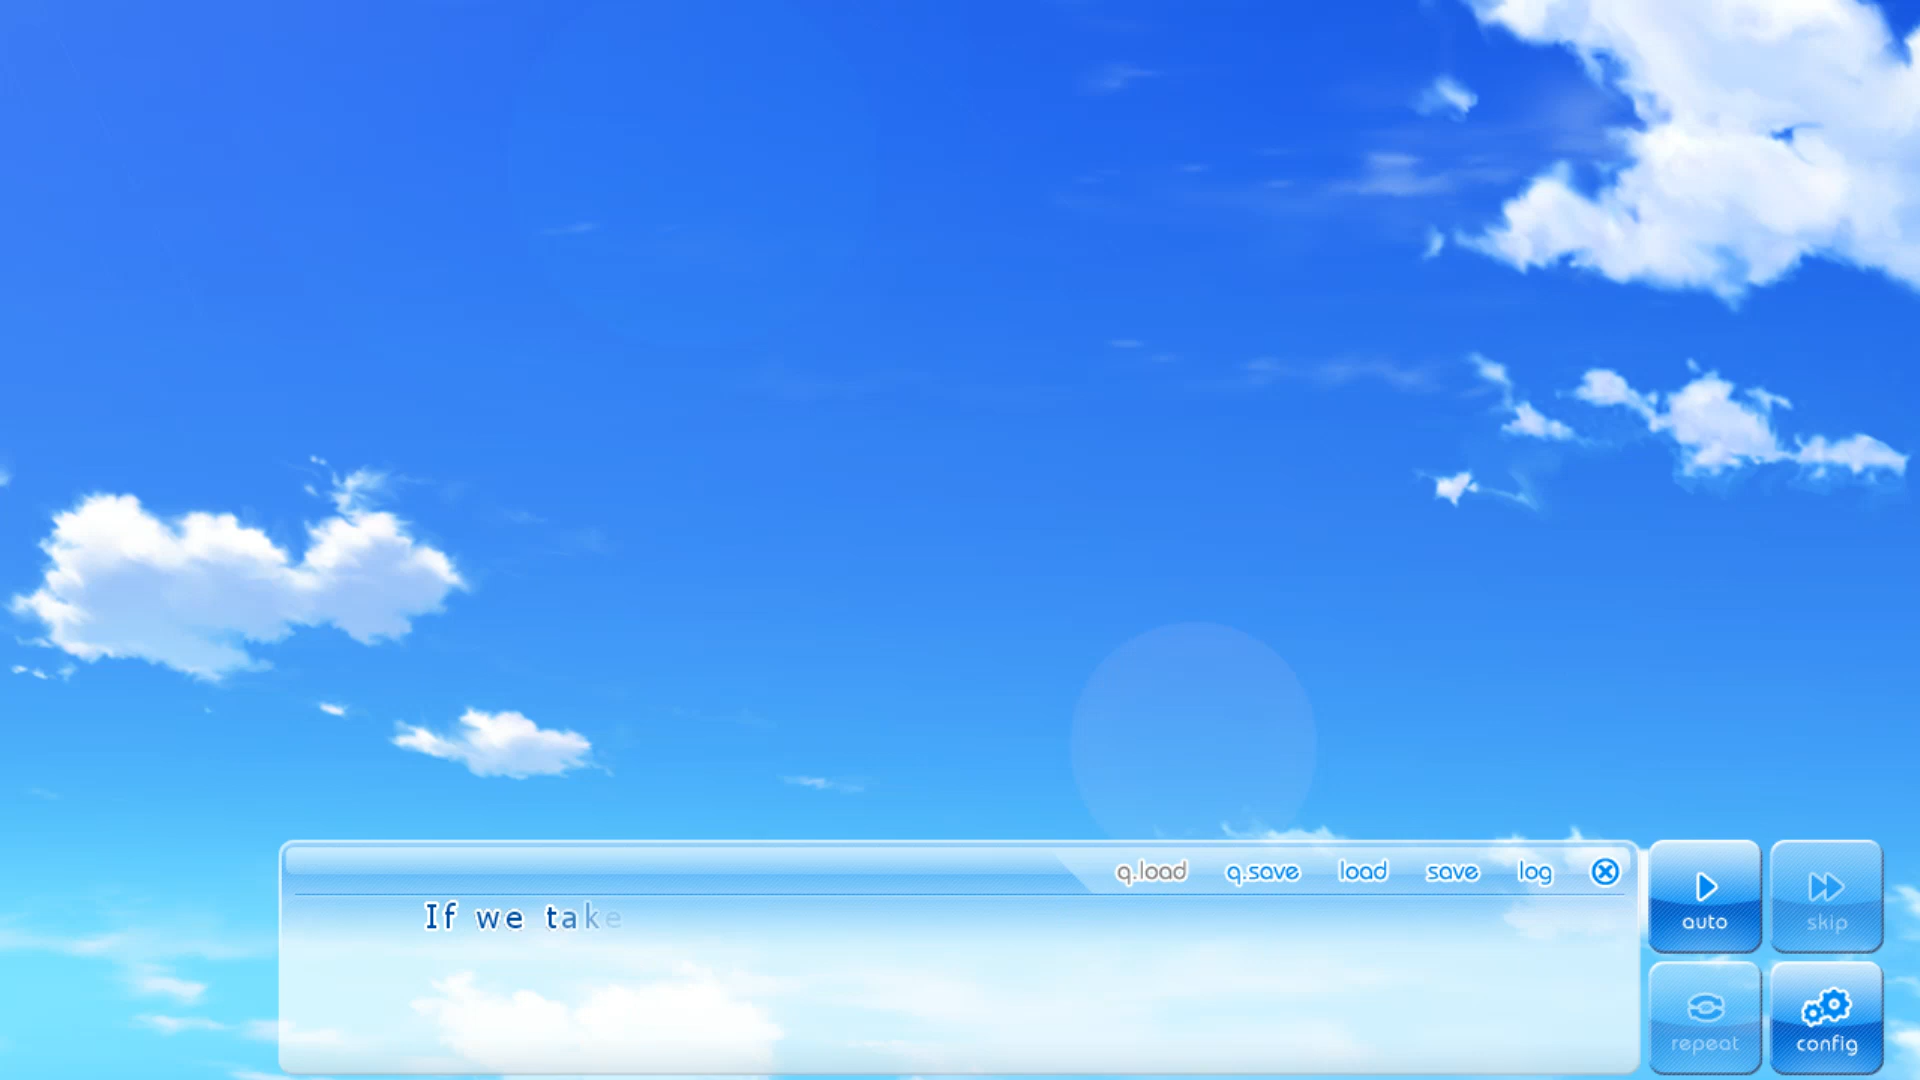 q.load q.save load save log
If we take
auto
skip
repeat
config